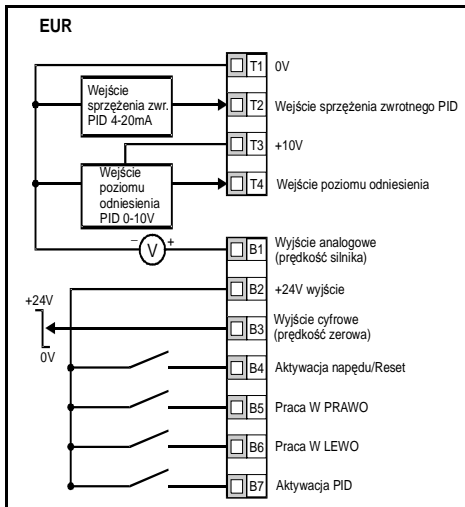 EUR
T1 0V
Wejście
sprzężenia zwr.
PID 4-20mA
T2 Wejście sprzężenia zwrotnego PID
T3 +10V
Wejście
poziomu
odniesienia
PID 0-10V
T4 Wejście poziomu odniesienia
− V +
B1 Wyjście analogowe
(prędkość silnika)
B2 +24V wyjście
+24V
0V
B3 Wyjście cyfrowe
(prędkość zerowa)
B4 Aktywacja napędu/Reset
B5 Praca W PRAWO
B6 Praca W LEWO
B7 Aktywacja PID